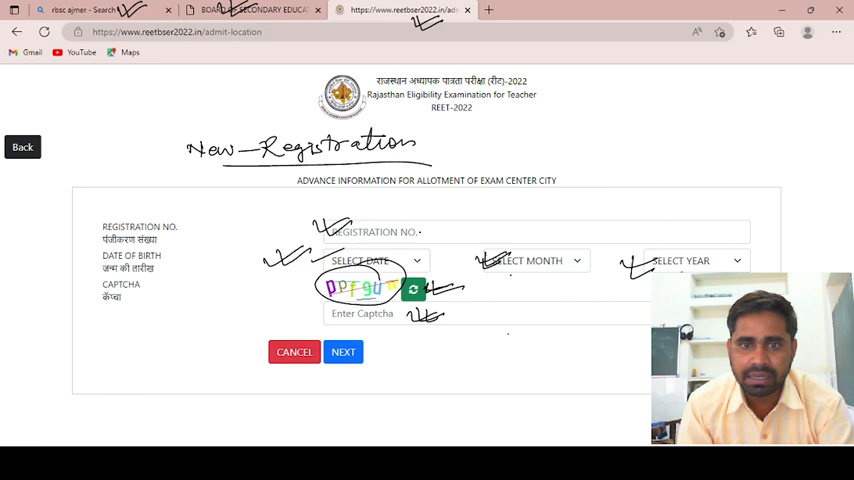 rbsc ajmer - Search
BOARD OF SECONDARY EDUCAT
https://www.reetbser2022.in/adm
https://www.reetbser2022.in/admit-location
Gmail YouTube Maps
राजस्थान अध्यापक पात्रता परीक्षा (रीट)-2022
Rajasthan Eligibility Examination for Teacher
REET-2022
Back
New-Registration
ADVANCE INFORMATION FOR ALLOTMENT OF EXAM CENTER CITY
REGISTRATION NO.
पंजीकरण संख्या
REGISTRATION NO.
DATE OF BIRTH
जन्म की तारीख
SELECT DATE SELECT MONTH SELECT YEAR
CAPTCHA
कॅप्चा
Enter Captcha
CANCEL NEXT